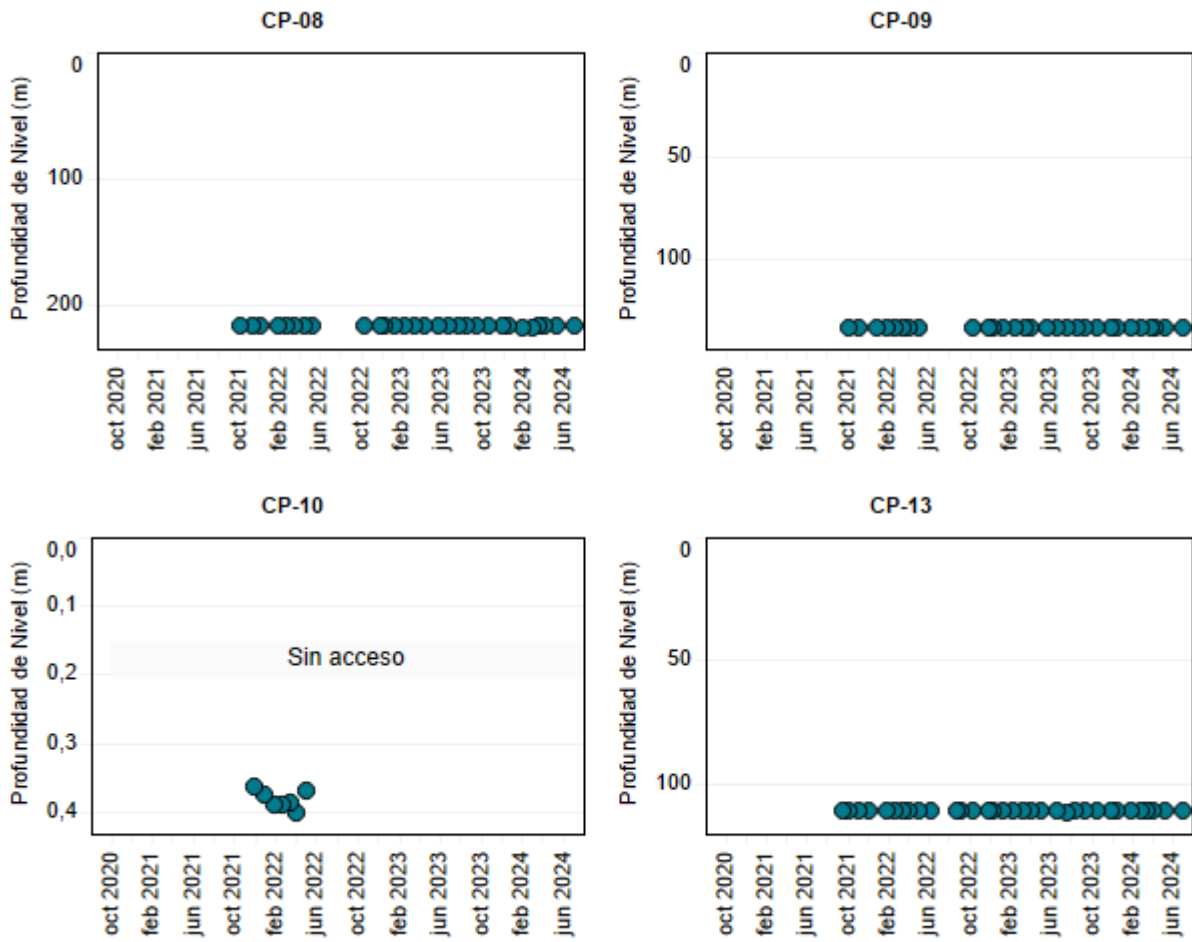 CP-08
Profundidad de Nivel (m)
0
100
200
oct 2020
feb 2021
jun 2021
oct 2021
feb 2022
jun 2022
oct 2022
feb 2023
jun 2023
oct 2023
feb 2024
jun 2024
CP-09
Profundidad de Nivel (m)
0
50
100
oct 2020
feb 2021
jun 2021
oct 2021
feb 2022
jun 2022
oct 2022
feb 2023
jun 2023
oct 2023
feb 2024
jun 2024
CP-10
Profundidad de Nivel (m)
0,0
0,1
0,2
0,3
0,4
Sin acceso
oct 2020
feb 2021
jun 2021
oct 2021
feb 2022
jun 2022
oct 2022
feb 2023
jun 2023
oct 2023
feb 2024
jun 2024
CP-13
Profundidad de Nivel (m)
0
50
100
oct 2020
feb 2021
jun 2021
oct 2021
feb 2022
jun 2022
oct 2022
feb 2023
jun 2023
oct 2023
feb 2024
jun 2024